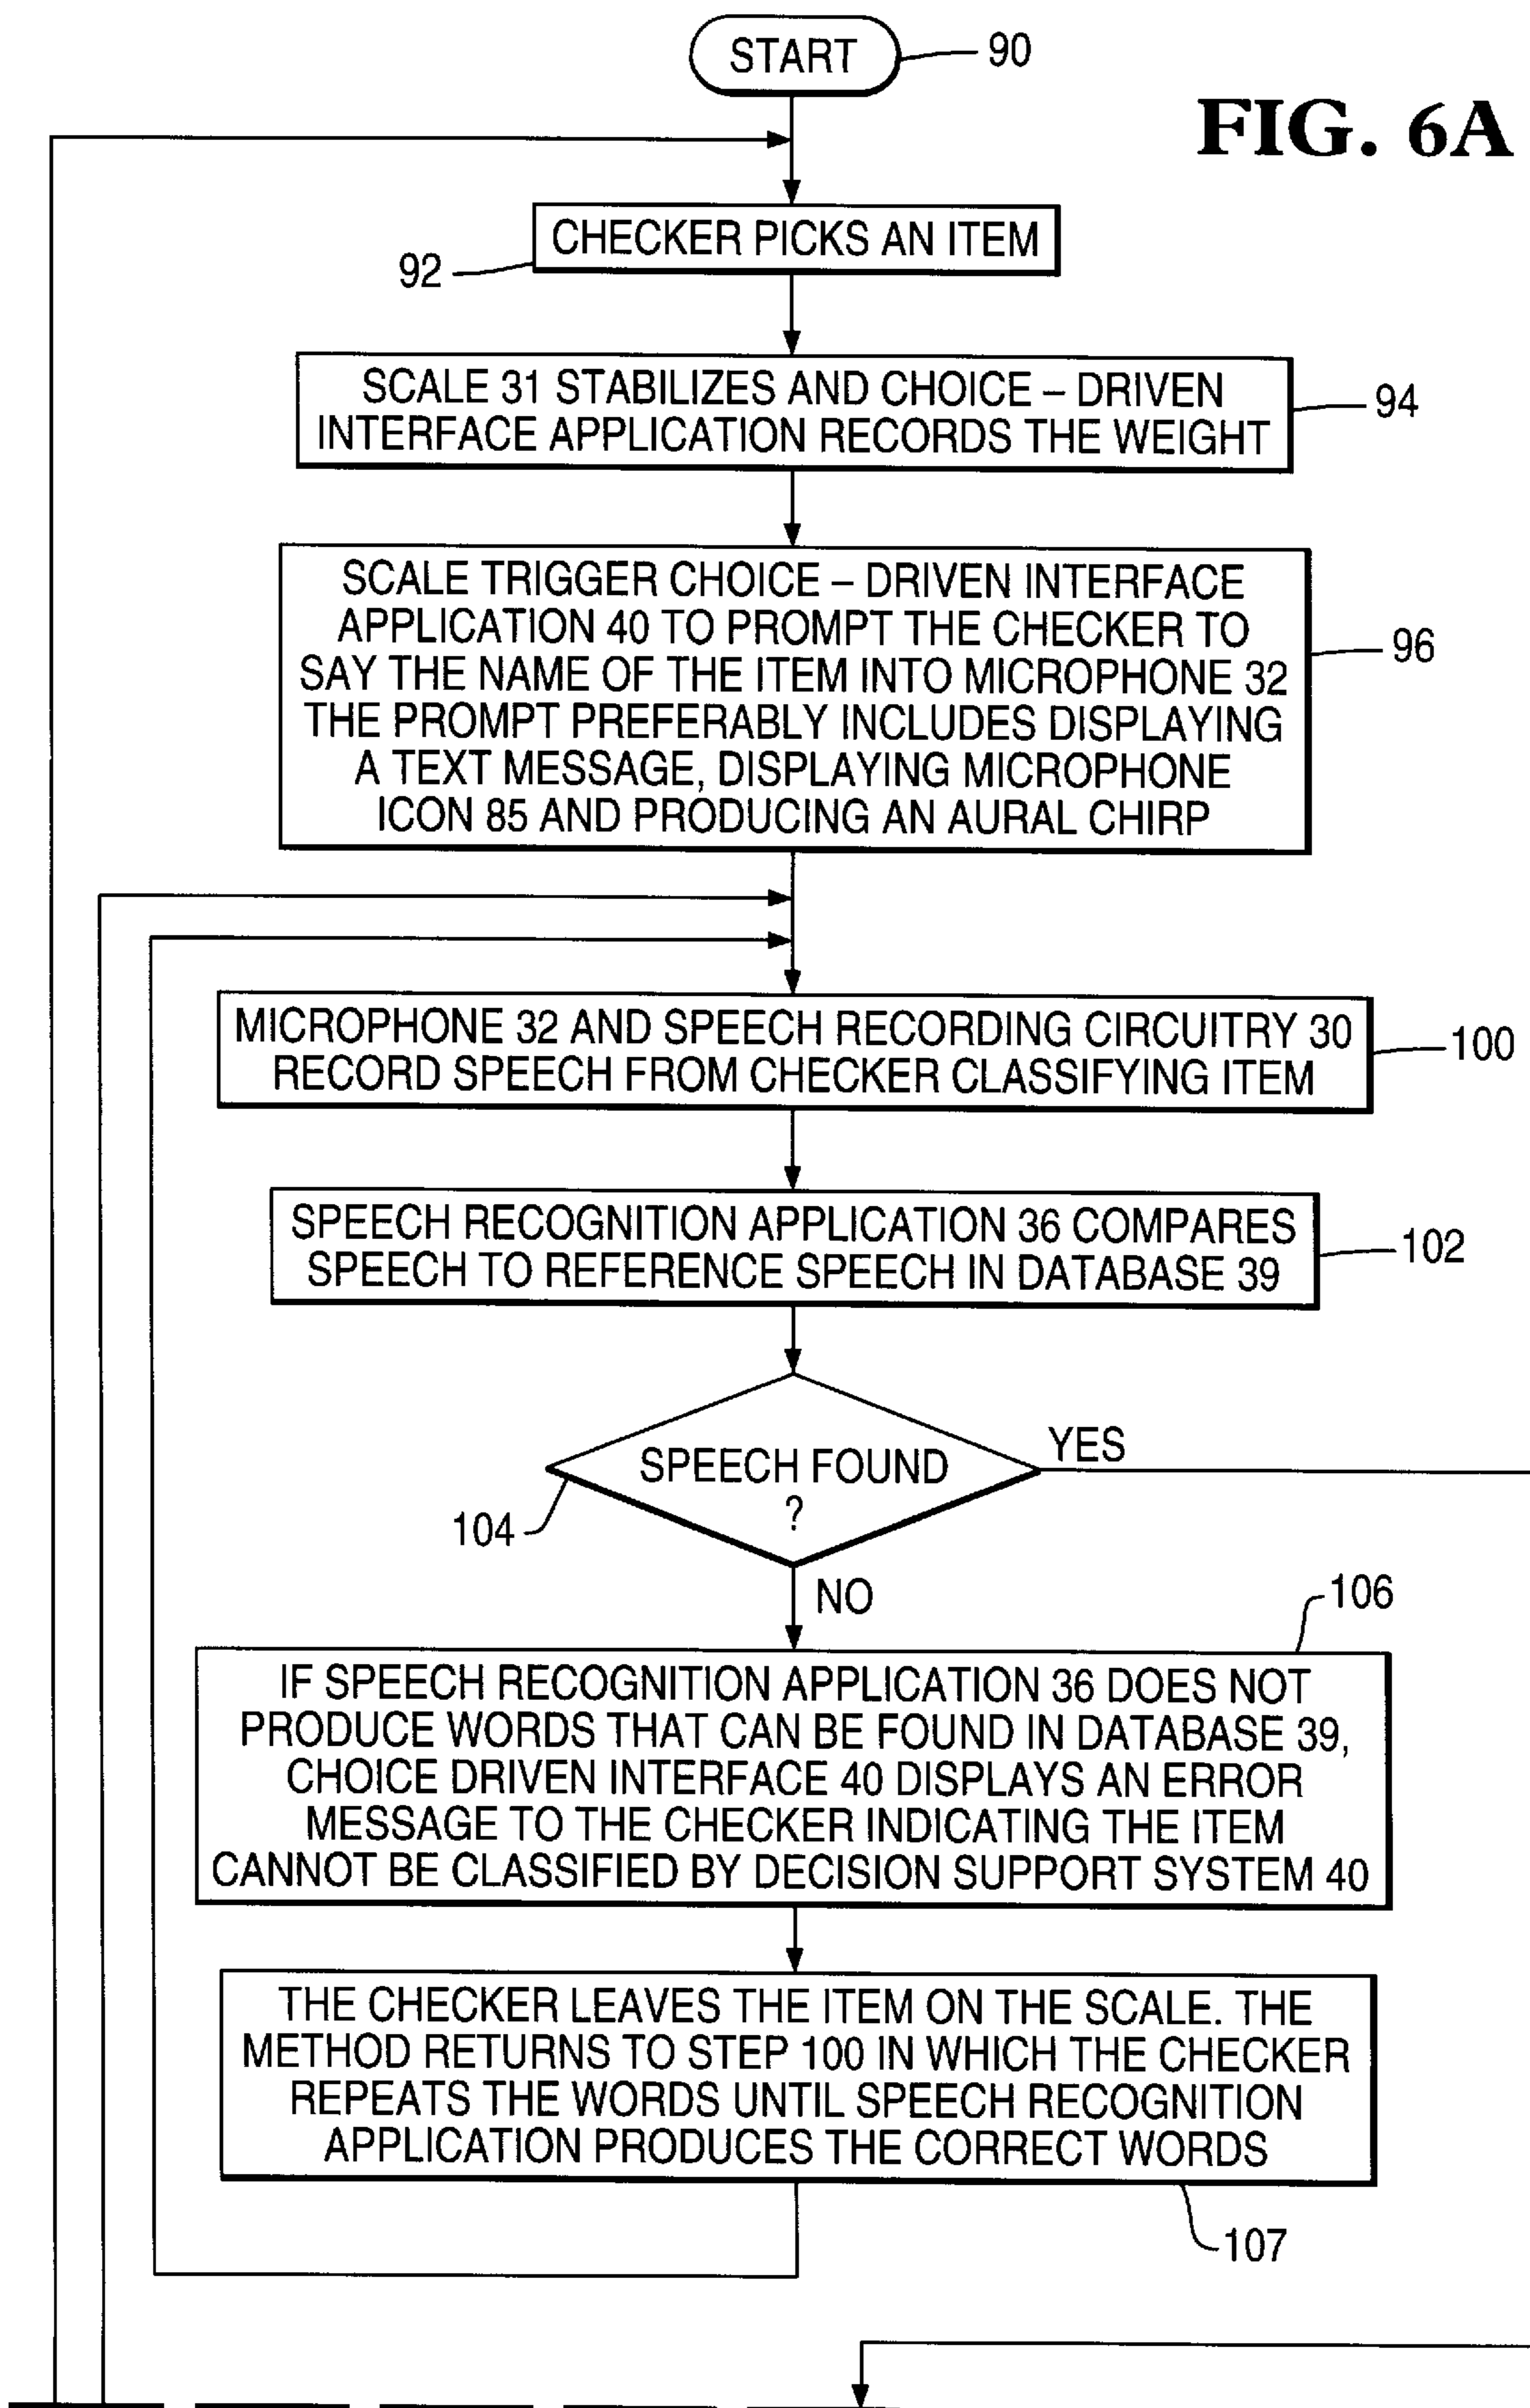 START
90
FIG. 6A
CHECKER PICKS AN ITEM
92
SCALE 31 STABILIZES AND CHOICE – DRIVEN
INTERFACE APPLICATION RECORDS THE WEIGHT
94
SCALE TRIGGER CHOICE – DRIVEN INTERFACE
APPLICATION 40 TO PROMPT THE CHECKER TO
SAY THE NAME OF THE ITEM INTO MICROPHONE 32
THE PROMPT PREFERABLY INCLUDES DISPLAYING
A TEXT MESSAGE, DISPLAYING MICROPHONE
ICON 85 AND PRODUCING AN AURAL CHIRP
96
MICROPHONE 32 AND SPEECH RECORDING CIRCUITRY 30
RECORD SPEECH FROM CHECKER CLASSIFYING ITEM
100
SPEECH RECOGNITION APPLICATION 36 COMPARES
SPEECH TO REFERENCE SPEECH IN DATABASE 39
102
SPEECH FOUND
?
YES
104
NO
106
IF SPEECH RECOGNITION APPLICATION 36 DOES NOT
PRODUCE WORDS THAT CAN BE FOUND IN DATABASE 39,
CHOICE DRIVEN INTERFACE 40 DISPLAYS AN ERROR
MESSAGE TO THE CHECKER INDICATING THE ITEM
CANNOT BE CLASSIFIED BY DECISION SUPPORT SYSTEM 40
THE CHECKER LEAVES THE ITEM ON THE SCALE. THE
METHOD RETURNS TO STEP 100 IN WHICH THE CHECKER
REPEATS THE WORDS UNTIL SPEECH RECOGNITION
APPLICATION PRODUCES THE CORRECT WORDS
107